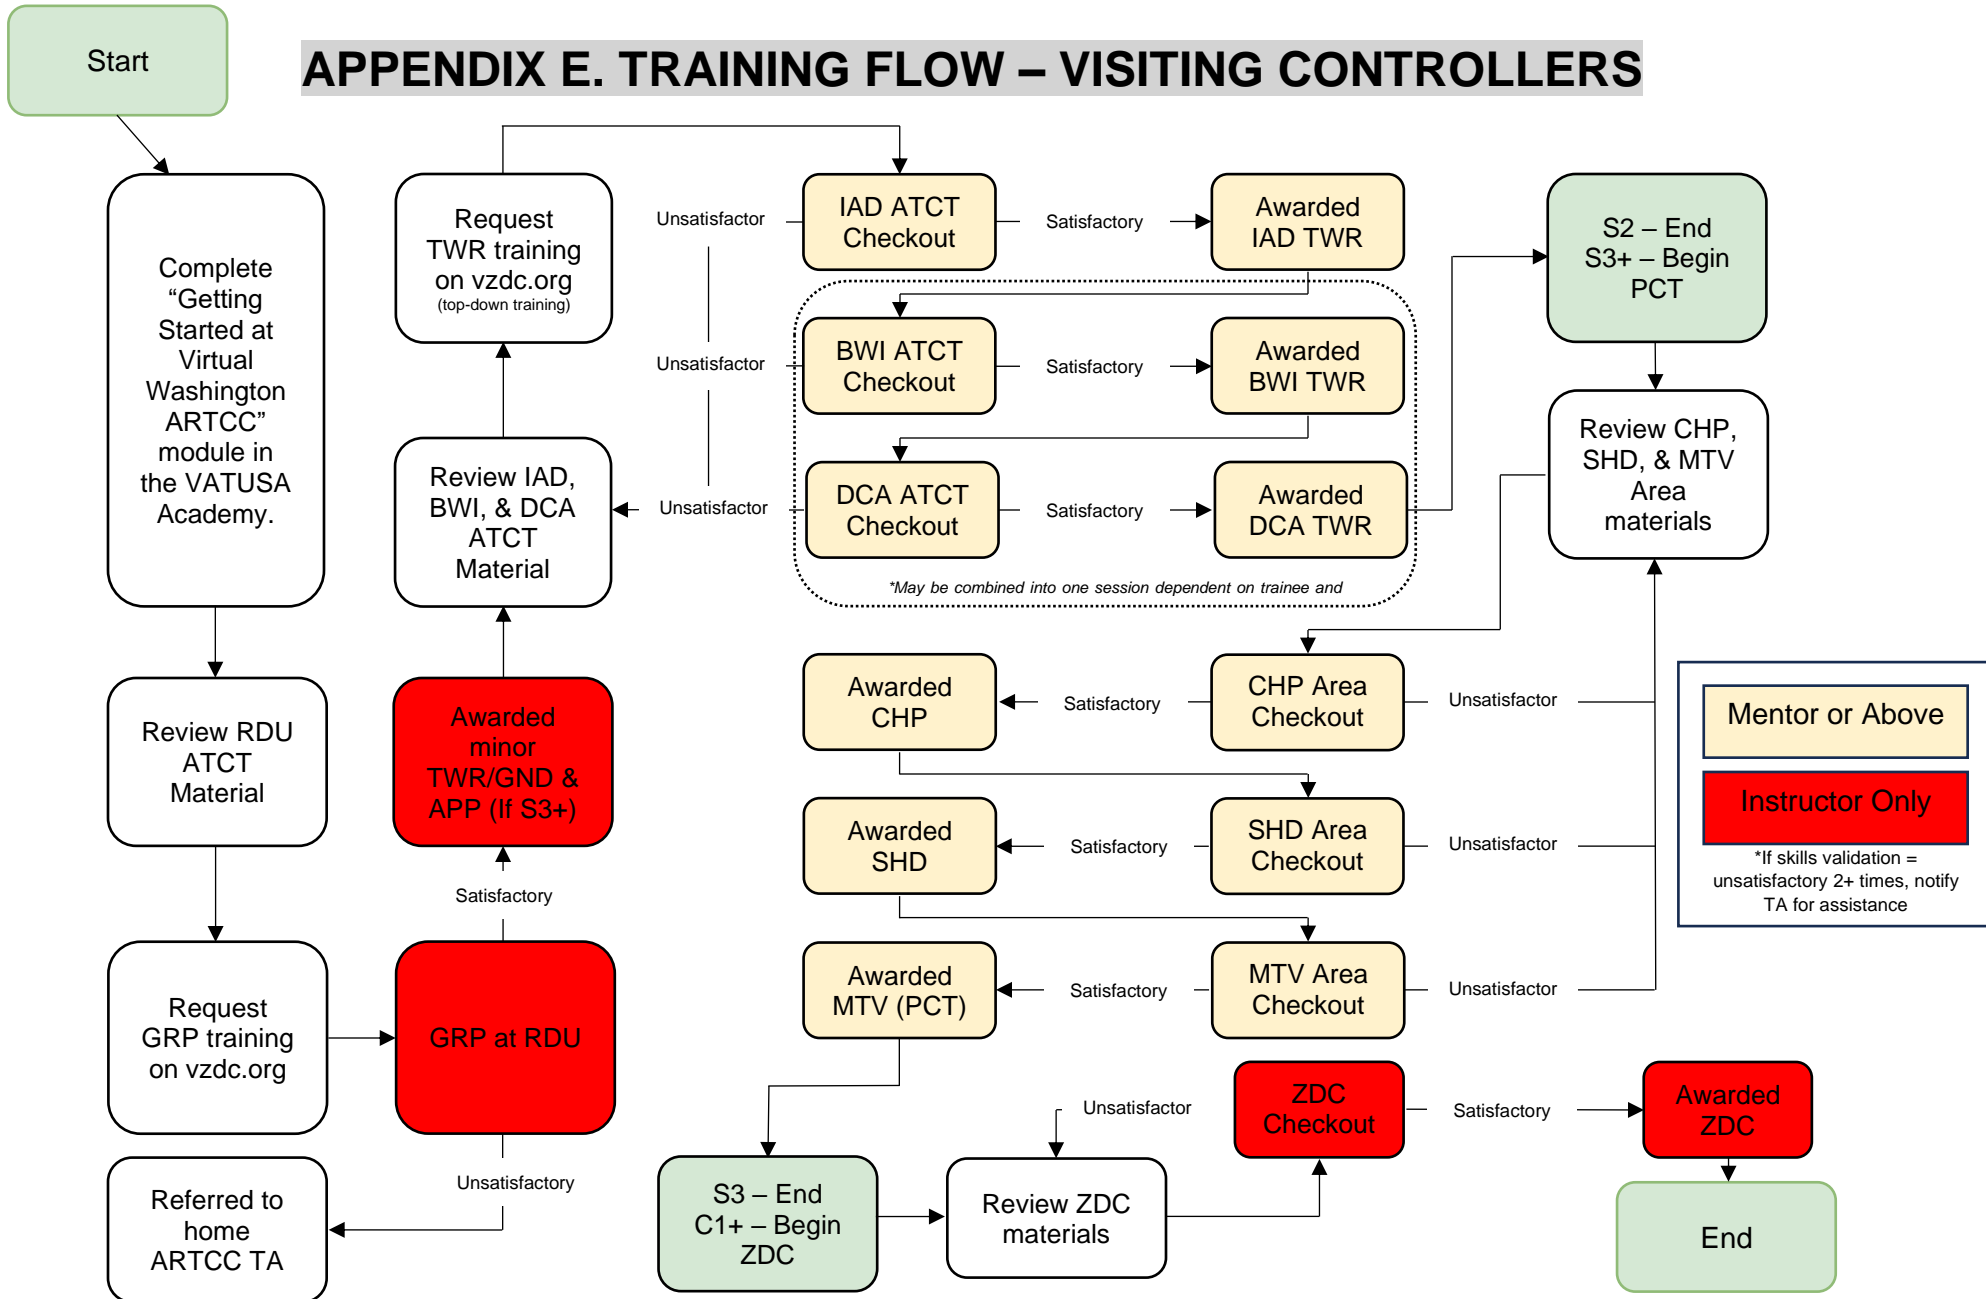 Start
APPENDIX E. TRAINING FLOW – VISITING CONTROLLERS
Complete
“Getting
Started at
Virtual
Washington
ARTCC”
module in
the VATUSA
Academy.
Review RDU
ATCT
Material
Request
GRP training
on vzdc.org
Referred to
home
ARTCC TA
Request
TWR training
on vzdc.org
(top-down training)
Review IAD,
BWI, & DCA
ATCT
Material
Awarded
minor
TWR/GND &
APP (If S3+)
Satisfactory
GRP at RDU
Unsatisfactory
Unsatisfactor
IAD ATCT
Checkout
Satisfactory
Awarded
IAD TWR
Unsatisfactor
BWI ATCT
Checkout
Satisfactory
Awarded
BWI TWR
Unsatisfactor
DCA ATCT
Checkout
Satisfactory
Awarded
DCA TWR
*May be combined into one session dependent on trainee and
S2 – End
S3+ – Begin
PCT
Review CHP,
SHD, & MTV
Area
materials
Awarded
CHP
Satisfactory
CHP Area
Checkout
Unsatisfactor
Awarded
SHD
Satisfactory
SHD Area
Checkout
Unsatisfactor
Awarded
MTV (PCT)
Satisfactory
MTV Area
Checkout
Unsatisfactor
Mentor or Above
Instructor Only
*If skills validation =
unsatisfactory 2+ times, notify
TA for assistance
S3 – End
C1+ – Begin
ZDC
Unsatisfactor
Review ZDC
materials
ZDC
Checkout
Satisfactory
Awarded
ZDC
End